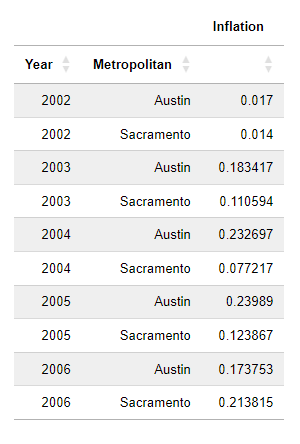 Inflation
Year Metropolitan
2002 Austin 0.017
2002 Sacramento 0.014
2003 Austin 0.183417
2003 Sacramento 0.110594
2004 Austin 0.232697
2004 Sacramento 0.077217
2005 Austin 0.23989
2005 Sacramento 0.123867
2006 Austin 0.173753
2006 Sacramento 0.213815